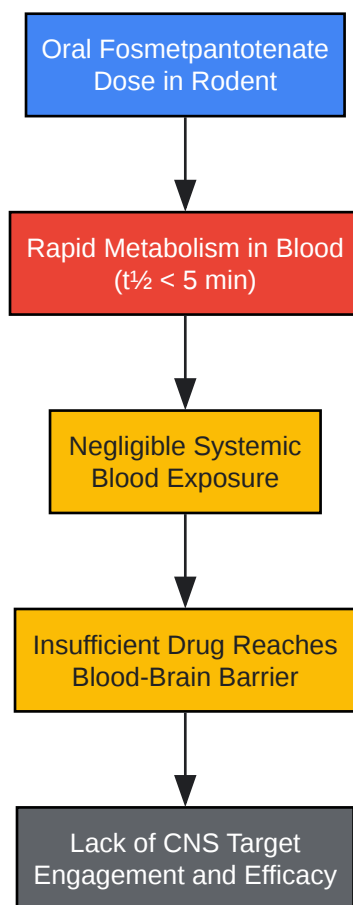 Oral Fosmetpantotenate
Dose in Rodent
Rapid Metabolism in Blood
(t½ < 5 min)
Negligible Systemic
Blood Exposure
Insufficient Drug Reaches
Blood-Brain Barrier
Lack of CNS Target
Engagement and Efficacy